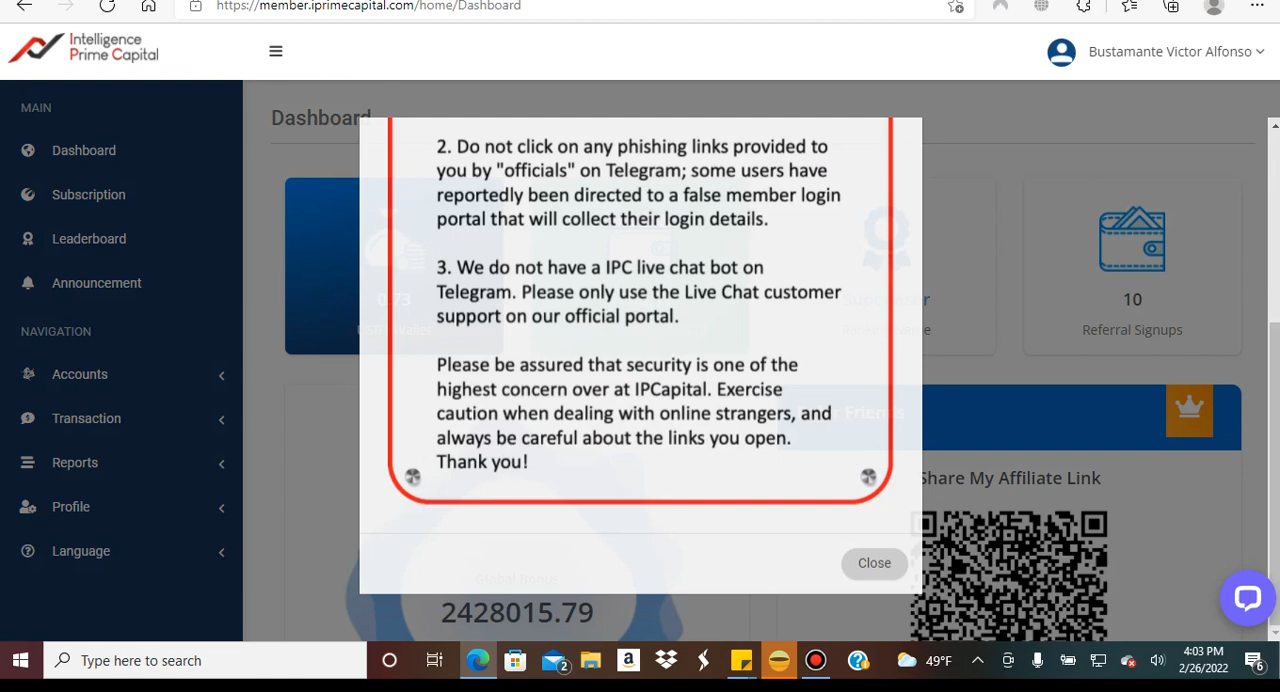 https://member.iprimecapital.com/home/Dashboard
Intelligence
Prime Capital
Bustamante Victor Alfonso
MAIN
Dashboard
Subscription
Leaderboard
Announcement
NAVIGATION
Accounts
Transaction
Reports
Profile
Language
Dashboard
2. Do not click on any phishing links provided to
you by "officials" on Telegram; some users have
reportedly been directed to a false member login
portal that will collect their login details.
3. We do not have a IPC live chat bot on
Telegram. Please only use the Live Chat customer
support on our official portal.
Please be assured that security is one of the
highest concern over at IPCapital. Exercise
caution when dealing with online strangers, and
always be careful about the links you open.
Thank you!
Close
10
Referral Signups
Friends
Share My Affiliate Link
Global Bonus
2428015.79
Type here to search
2
a
49°F
4:03 PM
2/26/2022
6